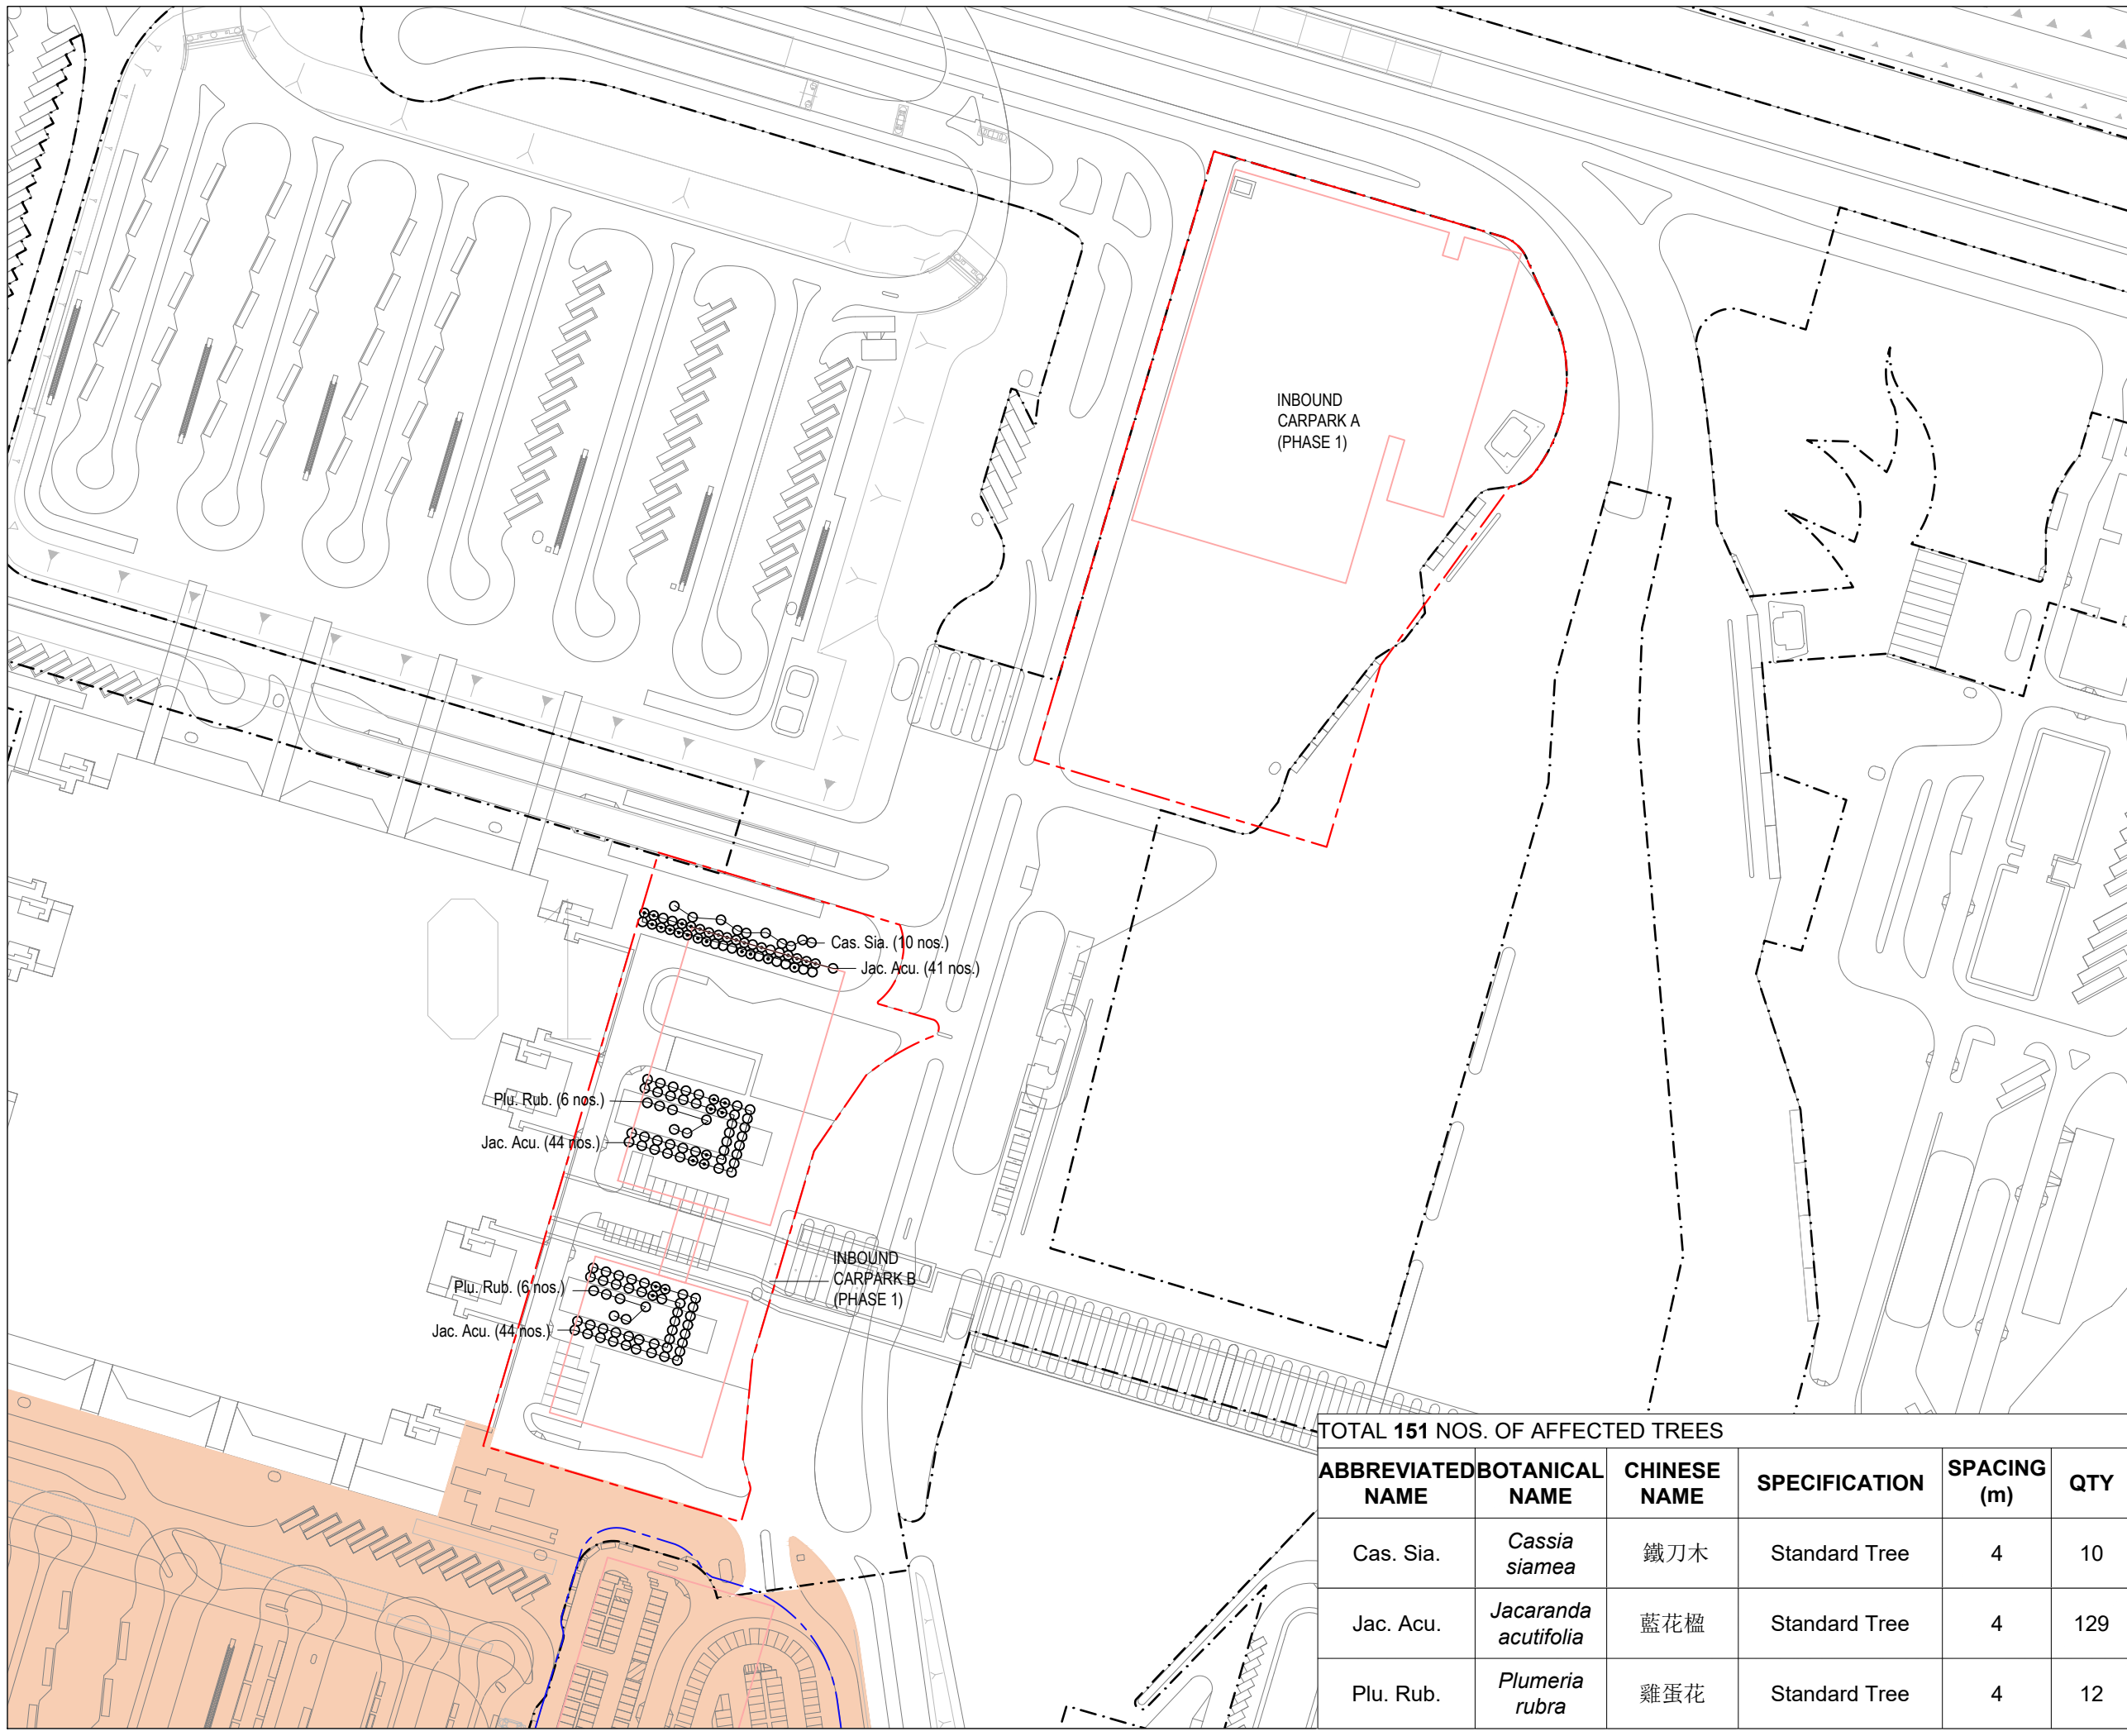 INBOUND
CARPARK A
(PHASE 1)
Cas. Sia. (10 nos.)
Jac. Acu. (41 nos.)
Plu. Rub. (6 nos.)
Jac. Acu. (44 nos.)
INBOUND
CARPARK B
(PHASE 1)
Plu. Rub. (6 nos.)
Jac. Acu. (44 nos.)
TOTAL 151 NOS. OF AFFECTED TREES
ABBREVIATED NAME BOTANICAL NAME CHINESE NAME SPECIFICATION SPACING (m) QTY
Cas. Sia. Cassia siamea 鐵刀木 Standard Tree 4 10
Jac. Acu. Jacaranda acutifolia 藍花楹 Standard Tree 4 129
Plu. Rub. Plumeria rubra 雞蛋花 Standard Tree 4 12